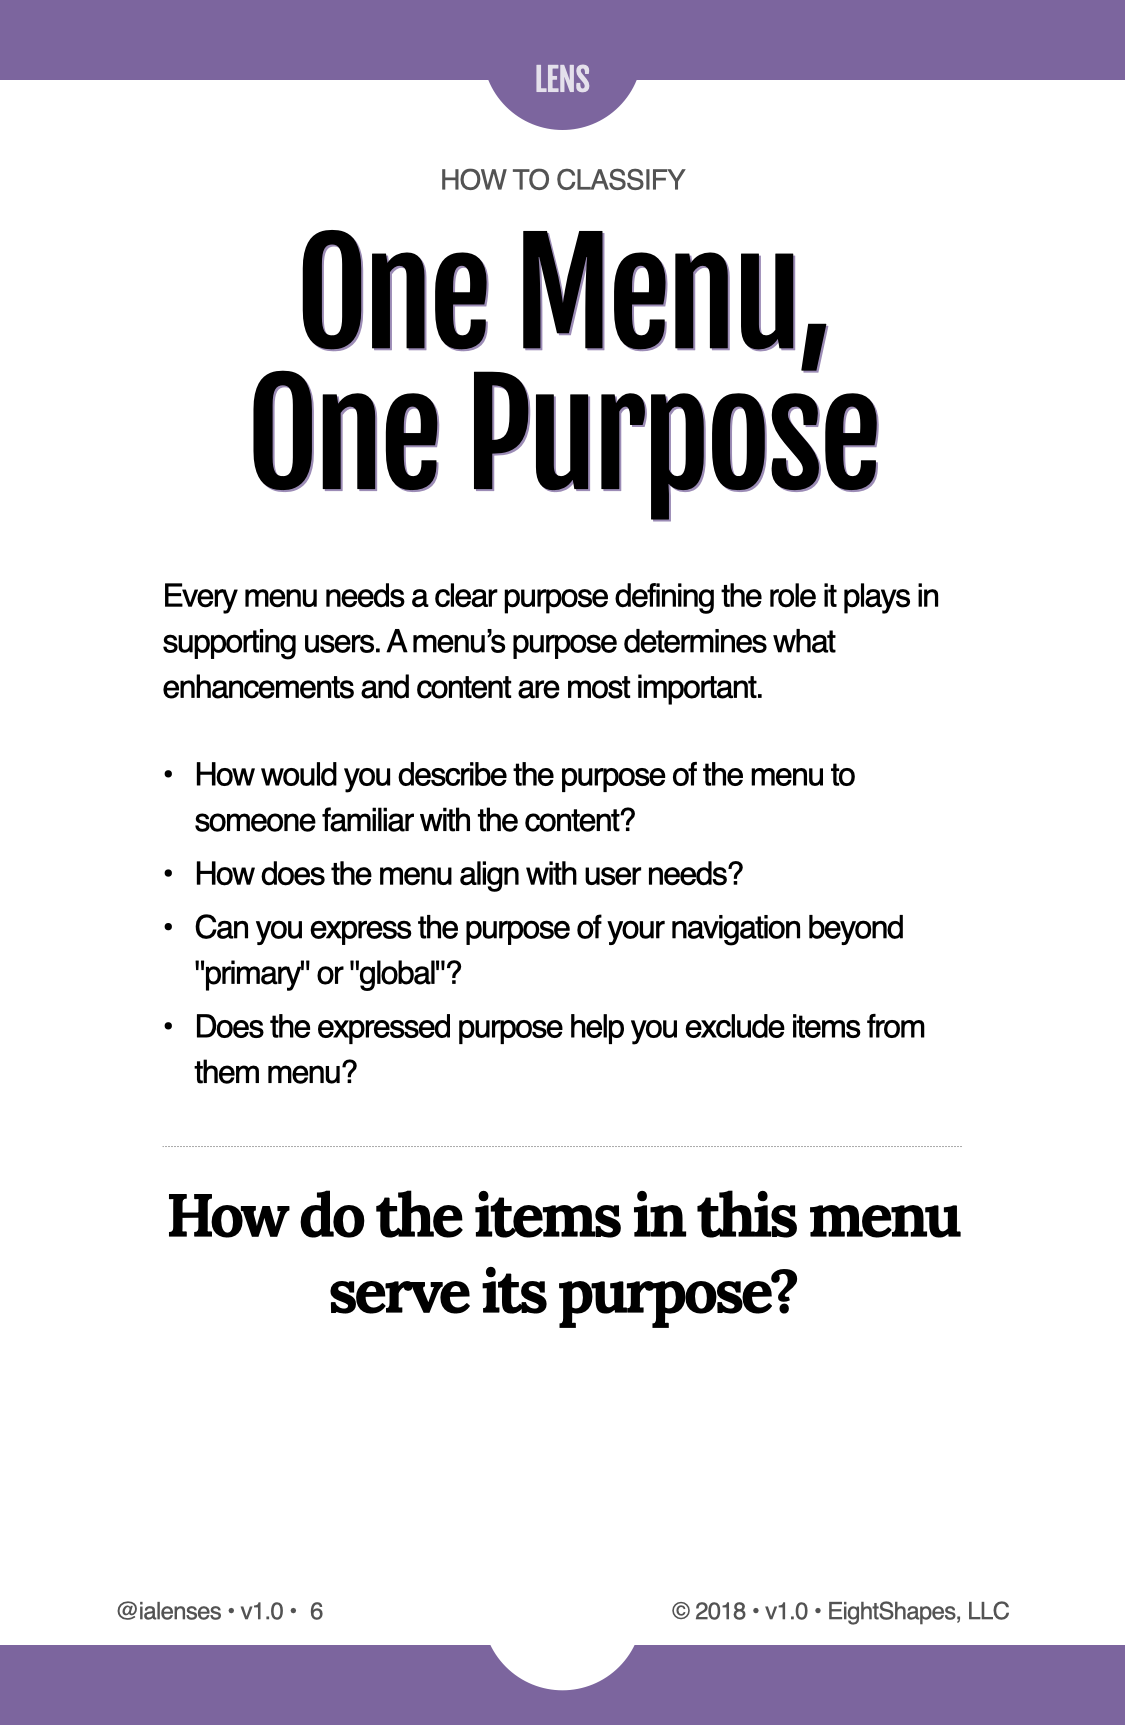 LENS
HOW TO CLASSIFY
One Menu,
One Purpose
Every menu needs a clear purpose defining the role it plays in
supporting users. A menu’s purpose determines what
enhancements and content are most important.
• How would you describe the purpose of the menu to
someone familiar with the content?
• How does the menu align with user needs?
• Can you express the purpose of your navigation beyond
"primary" or "global"?
• Does the expressed purpose help you exclude items from
them menu?
How do the items in this menu
serve its purpose?
@ialenses • v1.0 • 6
© 2018 • v1.0 • EightShapes, LLC